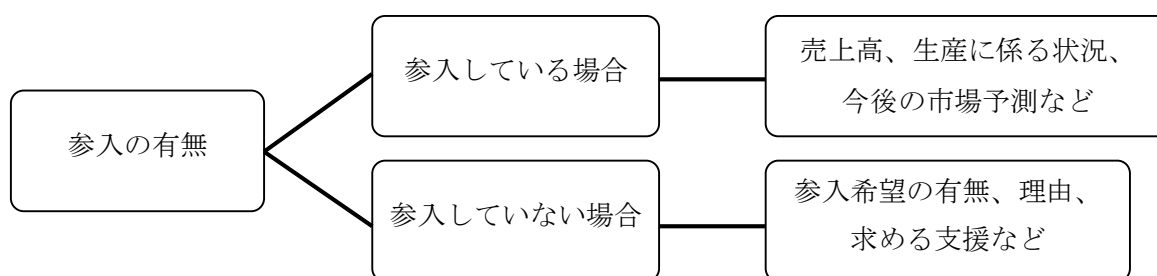 参入の有無
参入している場合
売上高、生産に係る状況、
今後の市場予測など
参入していない場合
参入希望の有無、理由、
求める支援など